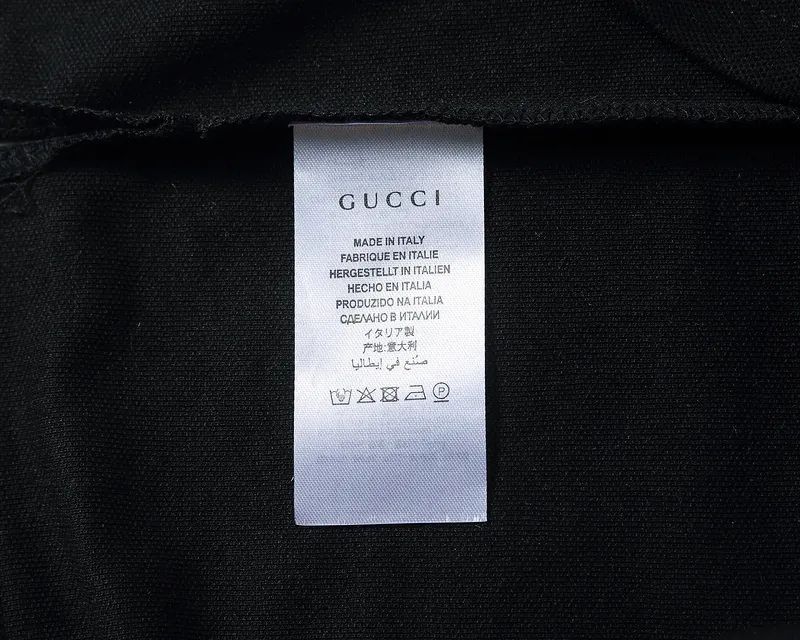 GUCCI
MADE IN ITALY
FABRIQUE EN ITALIE
HERGESTELLT IN ITALIEN
HECHO EN ITALIA
PRODUZIDO NA ITALIA
СДЕЛАНО В ИТАЛИИ
イタリア製
产地:意大利
صُنع في إيطاليا
P